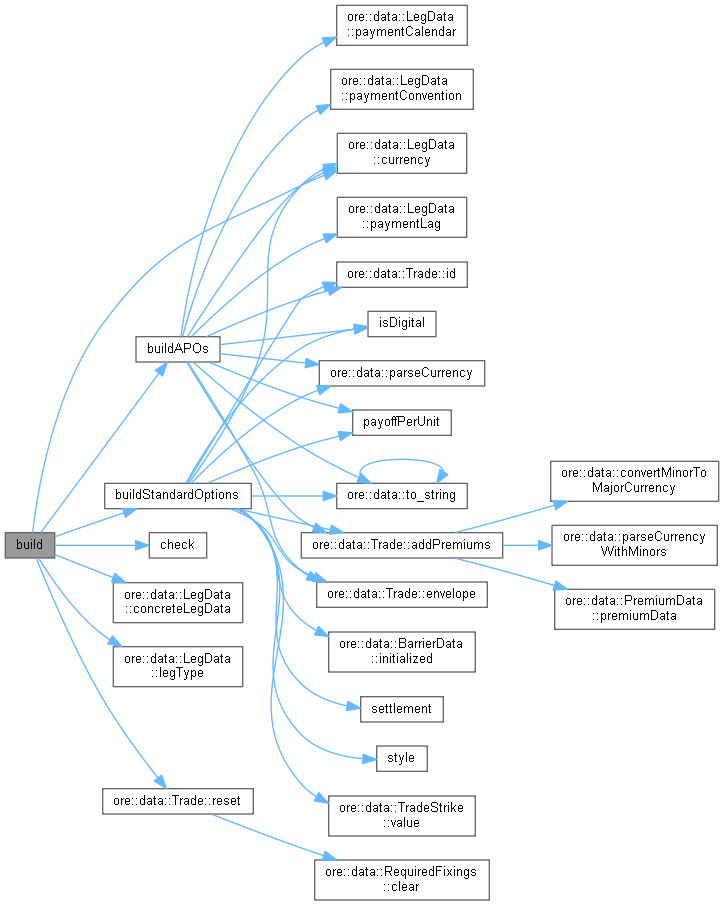 ore::data::LegData
::paymentCalendar
ore::data::LegData
::paymentConvention
ore::data::LegData
::currency
ore::data::LegData
::paymentLag
ore::data::Trade::id
isDigital
buildAPOs
ore::data::parseCurrency
payoffPerUnit
buildStandardOptions
ore::data::to_string
ore::data::convertMinorTo
MajorCurrency
build
check
ore::data::Trade::addPremiums
ore::data::parseCurrency
WithMinors
ore::data::LegData
::concreteLegData
ore::data::Trade::envelope
ore::data::PremiumData
::premiumData
ore::data::LegData
::legType
ore::data::BarrierData
::initialized
settlement
style
ore::data::Trade::reset
ore::data::TradeStrike
::value
ore::data::RequiredFixings
::clear